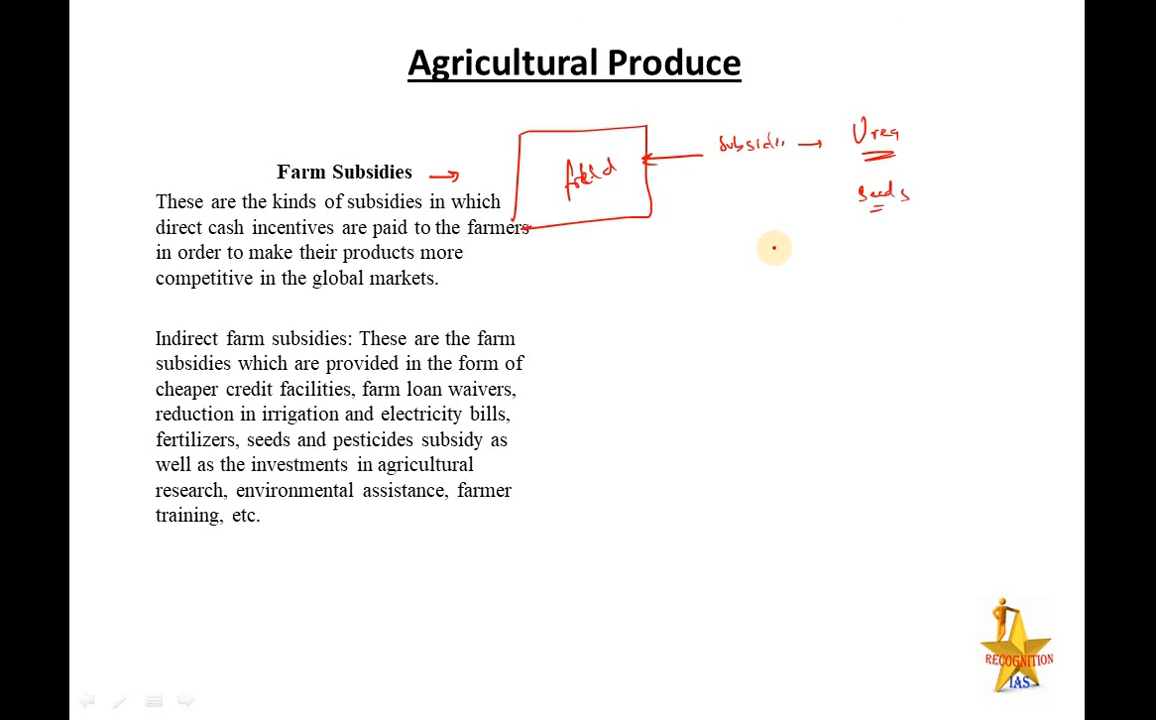 Agricultural Produce
Farm Subsidies
These are the kinds of subsidies in which
direct cash incentives are paid to the farmers
in order to make their products more
competitive in the global markets.
field
Subsidies
Urea
Seeds
Indirect farm subsidies: These are the farm
subsidies which are provided in the form of
cheaper credit facilities, farm loan waivers,
reduction in irrigation and electricity bills,
fertilizers, seeds and pesticides subsidy as
well as the investments in agricultural
research, environmental assistance, farmer
training, etc.
RECOGNITION
IAS